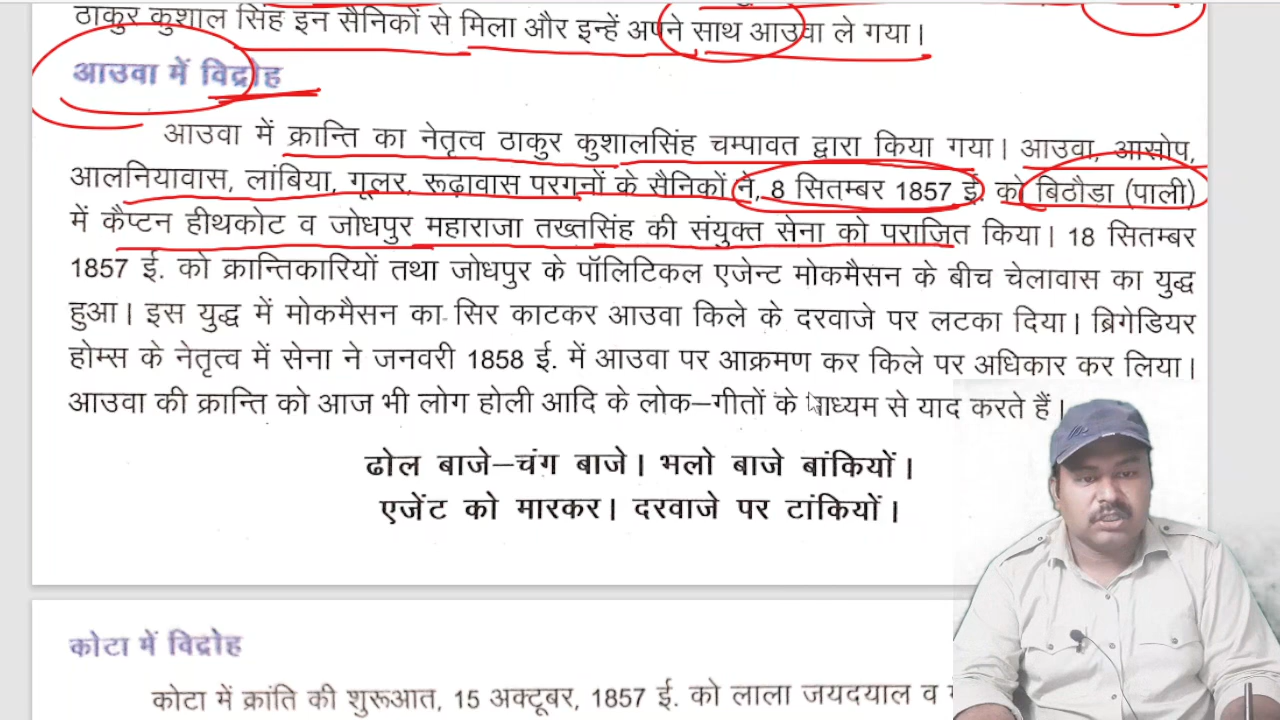 ठाकुर कुशाल सिंह इन सैनिकों से मिला और इन्हें अपने साथ आउवा ले गया।
आउवा में विद्रोह
आउवा में क्रान्ति का नेतृत्व ठाकुर कुशालसिंह चम्पावत द्वारा किया गया। आउवा, आसोप,
आलनियावास, लांबिया, गूलर, रूढ़ावास परगनों के सैनिकों ने, 8 सितम्बर 1857 ई. को बिठौडा (पाली)
में कैप्टन हीथकोट व जोधपुर महाराजा तख्तसिंह की संयुक्त सेना को पराजित किया। 18 सितम्बर
1857 ई. को क्रान्तिकारियों तथा जोधपुर के पॉलिटिकल एजेन्ट मोकमैसन के बीच चेलावास का युद्ध
हुआ। इस युद्ध में मोकमैसन का सिर काटकर आउवा किले के दरवाजे पर लटका दिया। ब्रिगेडियर
होम्स के नेतृत्व में सेना ने जनवरी 1858 ई. में आउवा पर आक्रमण कर किले पर अधिकार कर लिया।
आउवा की क्रान्ति को आज भी लोग होली आदि के लोक–गीतों के माध्यम से याद करते हैं।
ढोल बाजे–चंग बाजे। भलो बाजे बांकियों।
एजेंट को मारकर। दरवाजे पर टांकियों।
कोटा में विद्रोह
कोटा में क्रांति की शुरूआत, 15 अक्टूबर, 1857 ई. को लाला जयदयाल व